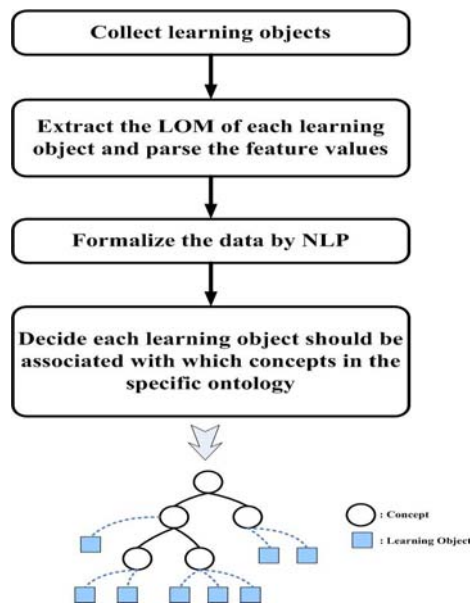 Collect learning objects
Extract the LOM of each learning
object and parse the feature values
Formalize the data by NLP
Decide each learning object should be
associated with which concepts in the
specific ontology
: Concept
: Learning Object